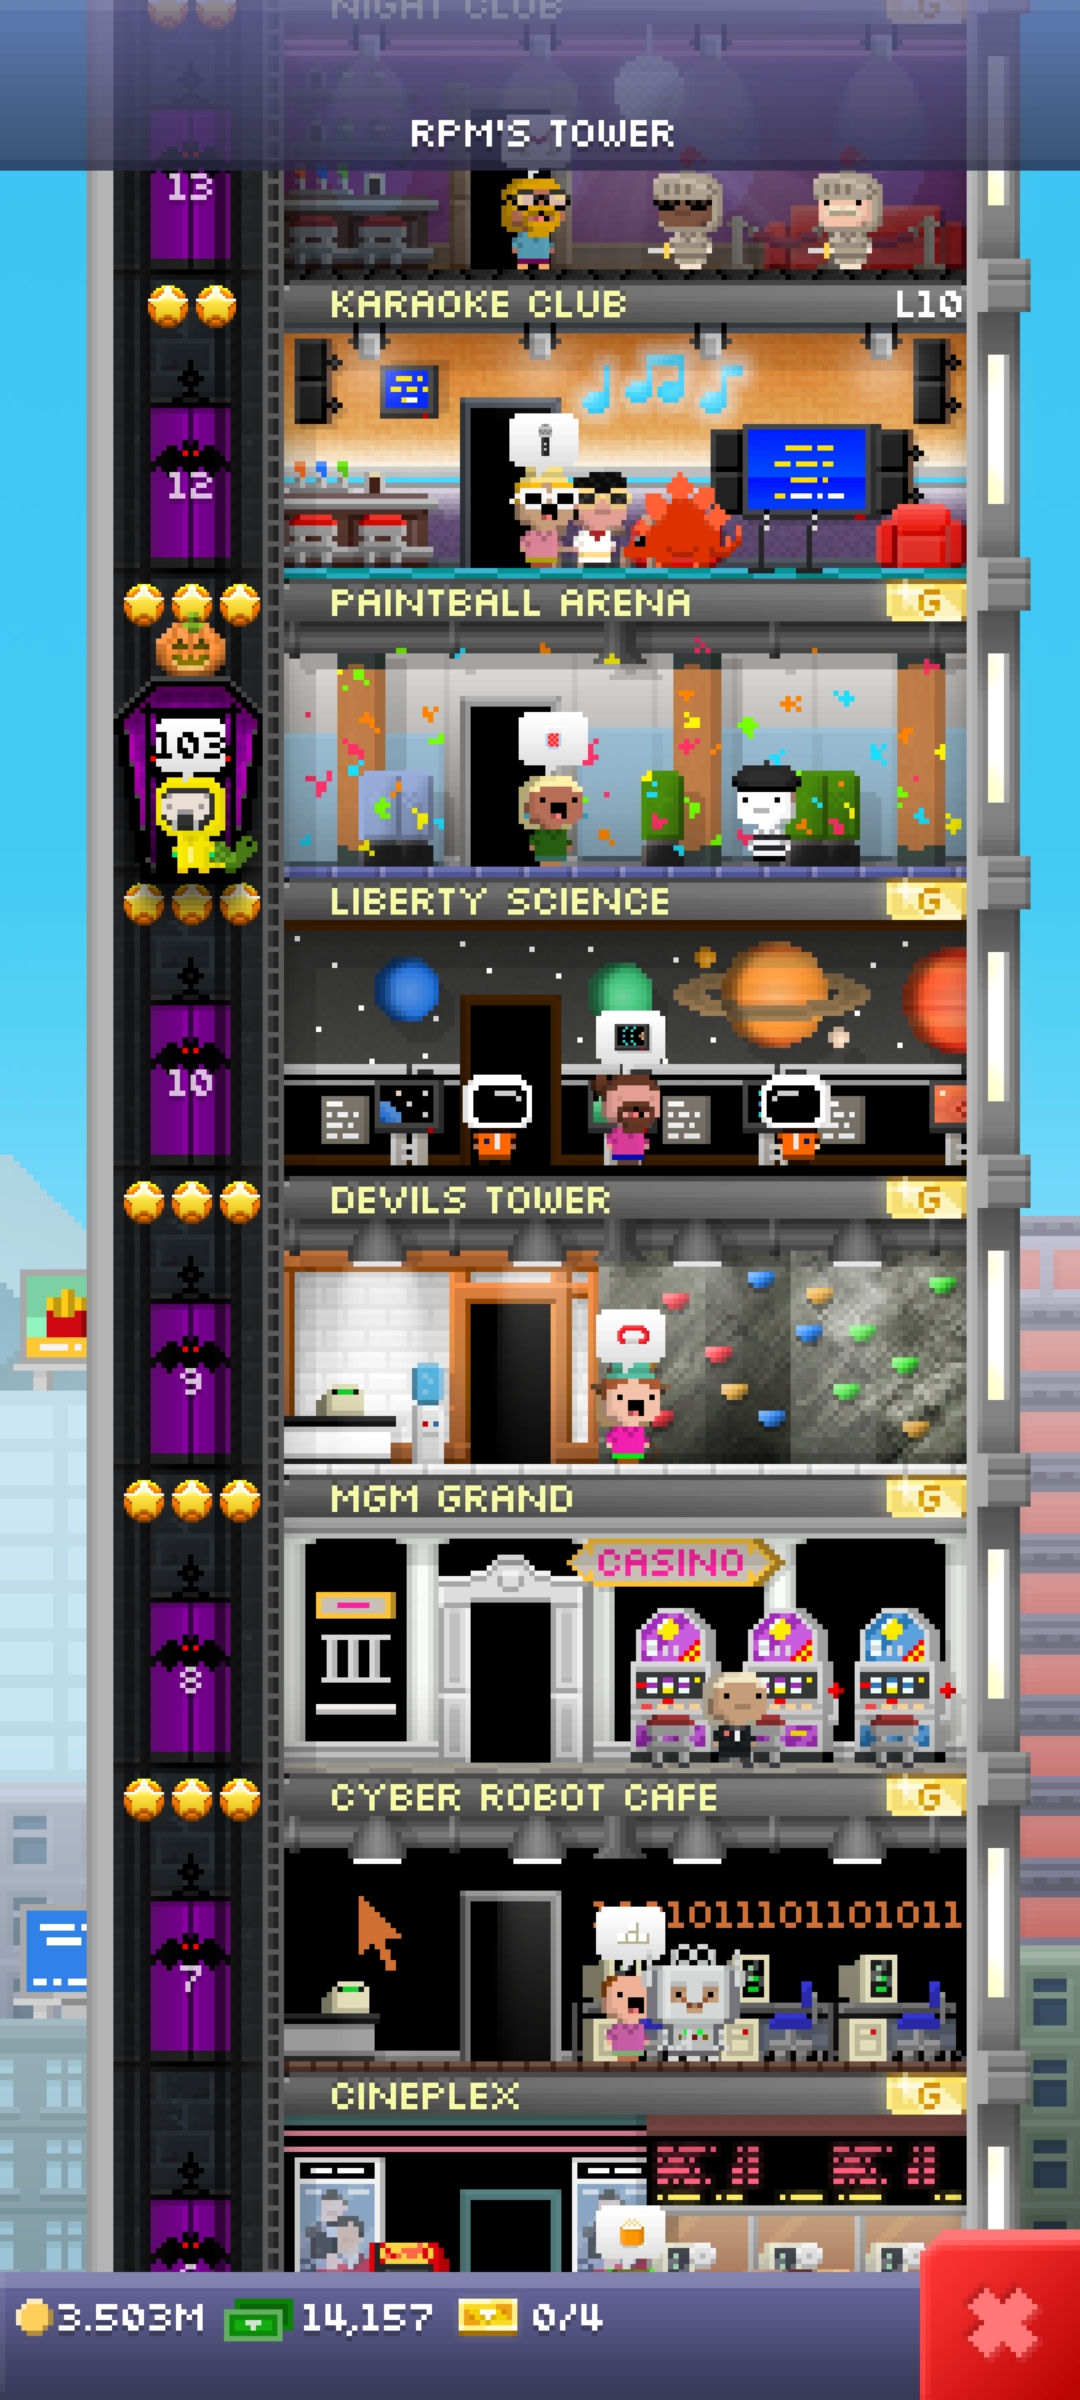 NIGHT CLUB G
RPM'S TOWER
13
KARAOKE CLUB L10
12
PAINTBALL ARENA G
103
LIBERTY SCIENCE G
10
DEVILS TOWER G
9
MGM GRAND G
CASINO
8
CYBER ROBOT CAFE G
1011101101011
7
CINEPLEX G
3.503M 14,157 0/4